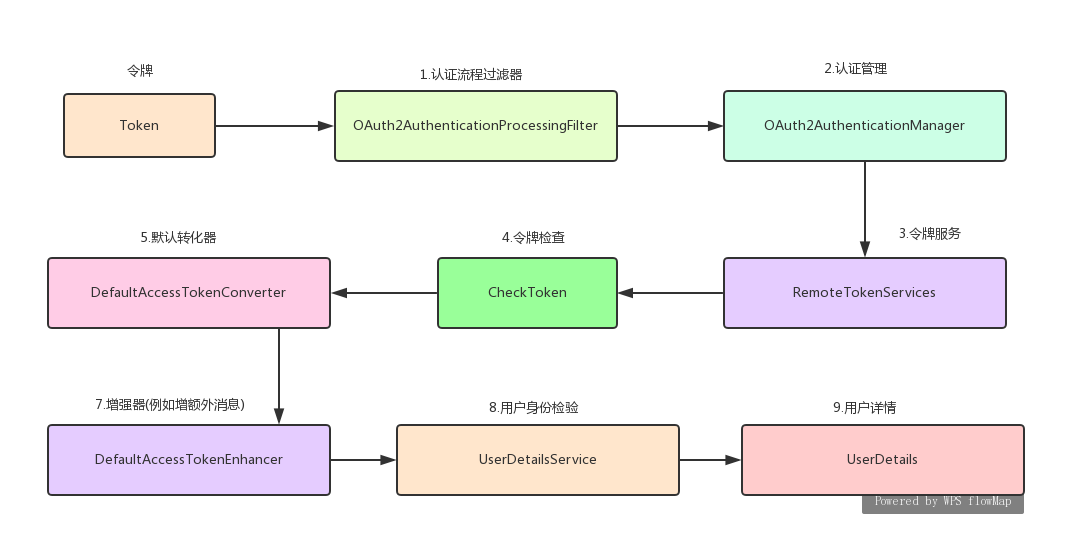 令牌
Token
1.认证流程过滤器
OAuth2AuthenticationProcessingFilter
2.认证管理
OAuth2AuthenticationManager
3.令牌服务
RemoteTokenServices
4.令牌检查
CheckToken
5.默认转化器
DefaultAccessTokenConverter
7.增强器(例如增额外消息)
DefaultAccessTokenEnhancer
8.用户身份检验
UserDetailsService
9.用户详情
UserDetails
Powered by WPS flowMap